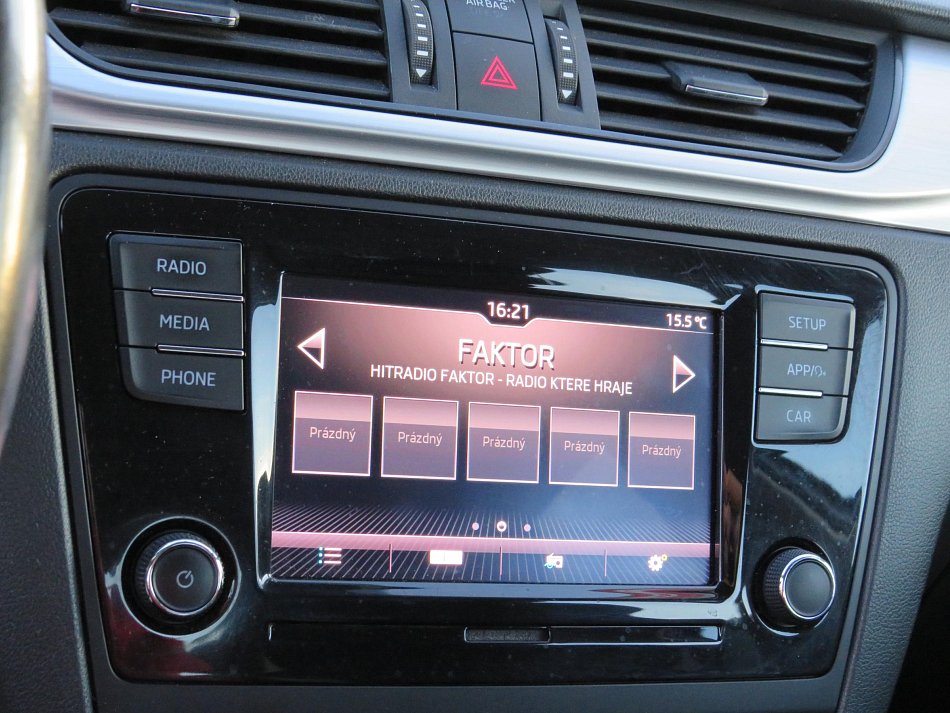 AIR BAG
RADIO
MEDIA
PHONE
16:21
15.5°C
FAKTOR
HITRADIO FAKTOR - RADIO KTERE HRAJE
Prázdný
Prázdný
Prázdný
Prázdný
Prázdný
SETUP
APP/
CAR